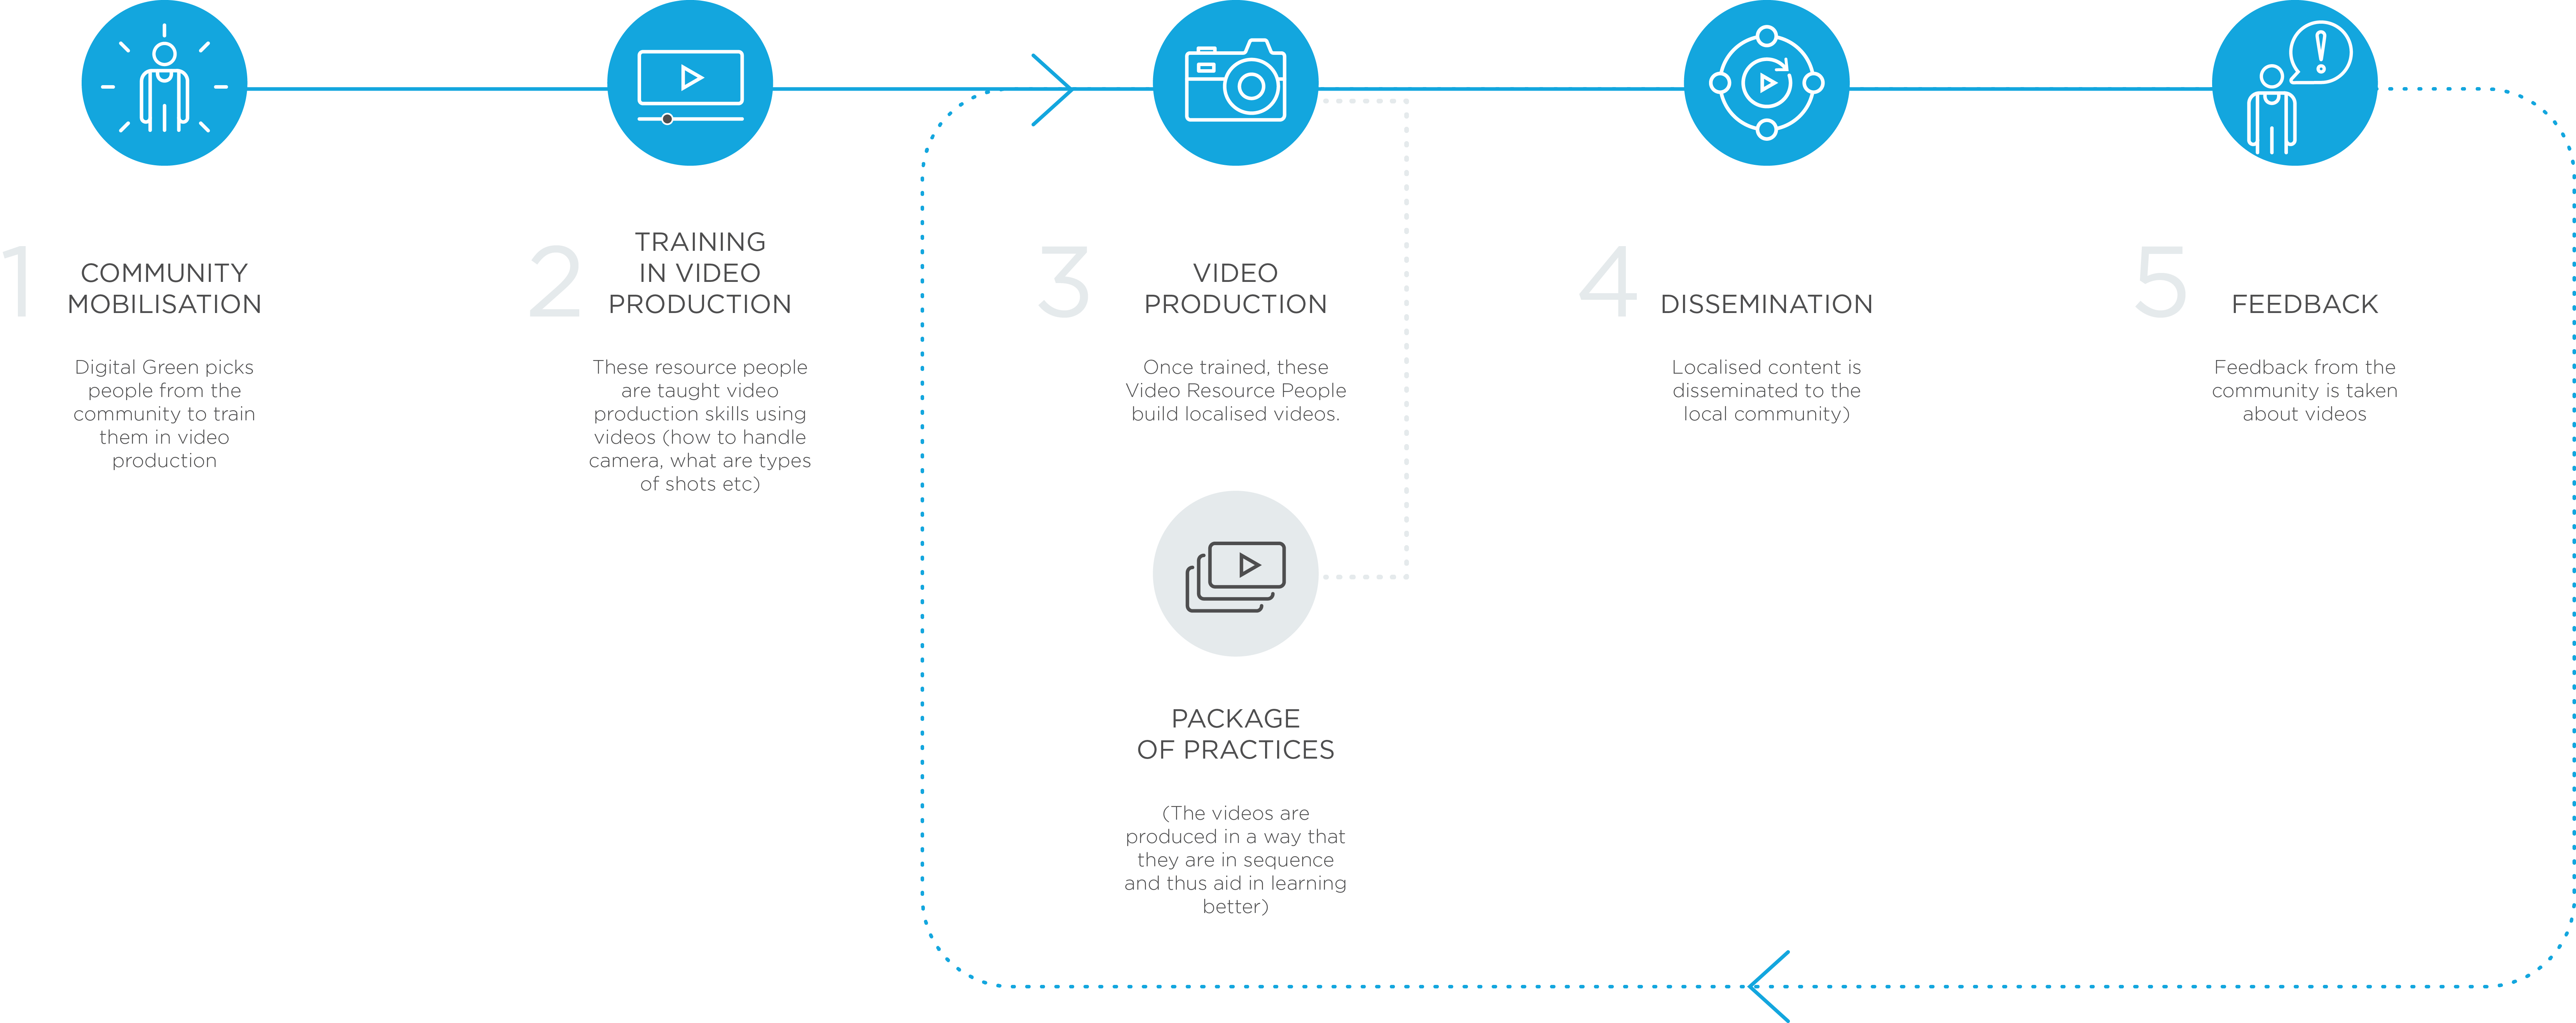 1
COMMUNITY
MOBILISATION
Digital Green picks
people from the
community to train
them in video
production
2
TRAINING
IN VIDEO
PRODUCTION
These resource people
are taught video
production skills using
videos (how to handle
camera, what are types
of shots etc)
3
VIDEO
PRODUCTION
Once trained, these
Video Resource People
build localised videos.
PACKAGE
OF PRACTICES
(The videos are
produced in a way that
they are in sequence
and thus aid in learning
better)
4
DISSEMINATION
Localised content is
disseminated to the
local community)
5
FEEDBACK
Feedback from the
community is taken
about videos